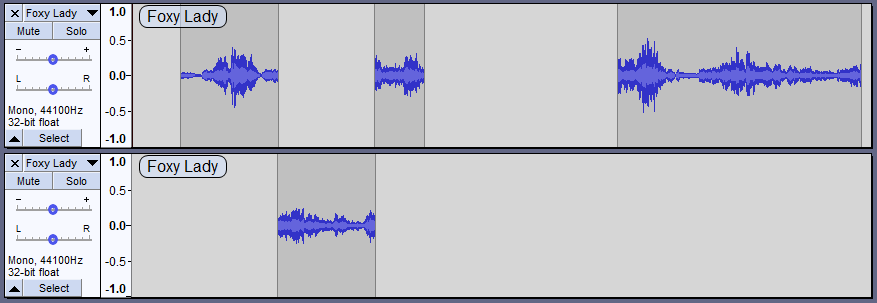 × Foxy Lady ▼
Mute Solo
− +
L R
Mono, 44100Hz
32-bit float
▲ Select
1.0
0.5
0.0
-0.5
-1.0
Foxy Lady
× Foxy Lady ▼
Mute Solo
− +
L R
Mono, 44100Hz
32-bit float
▲ Select
1.0
0.5
0.0
-0.5
-1.0
Foxy Lady